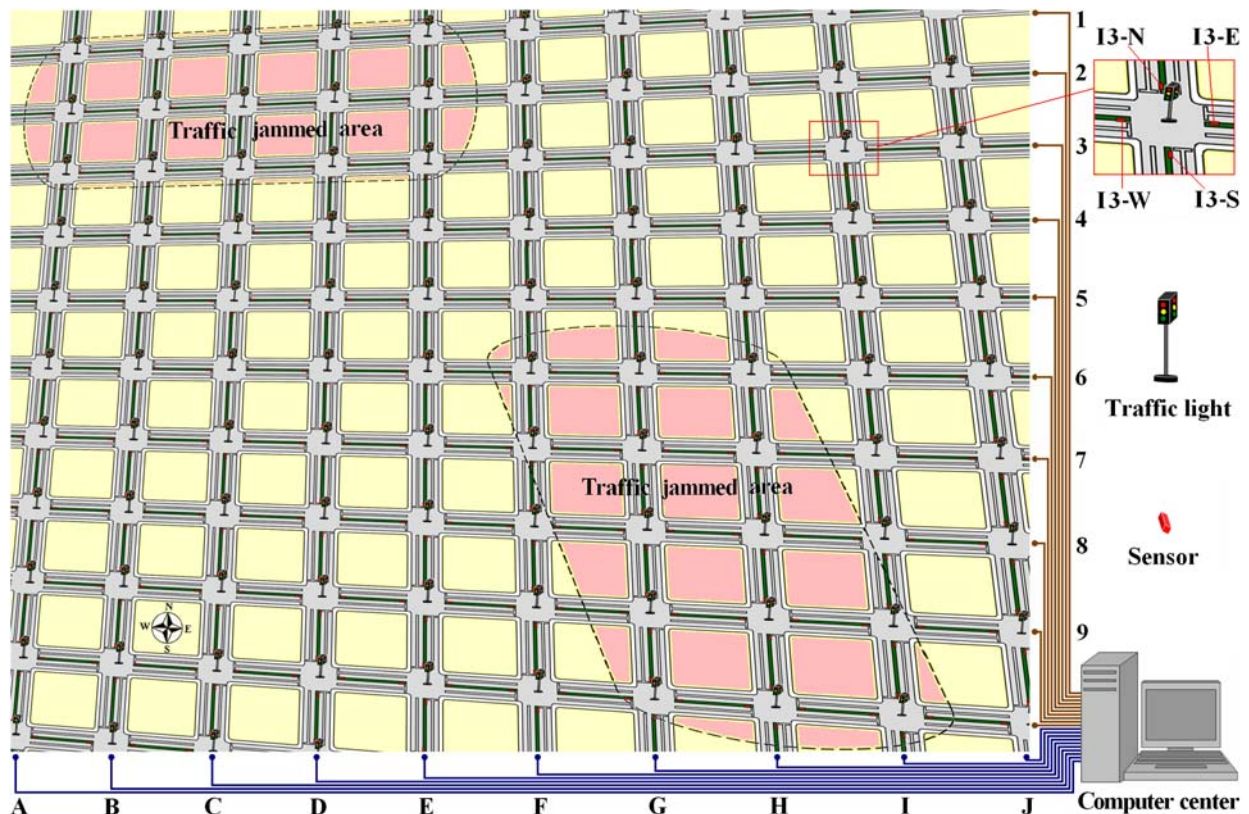 1
I3-N
I3-E
2
Traffic jammed area
3
I3-W
I3-S
4
5
6
Traffic light
7
Traffic jammed area
8
Sensor
N
W
E
S
9
A
B
C
D
E
F
G
H
I
J
Computer center